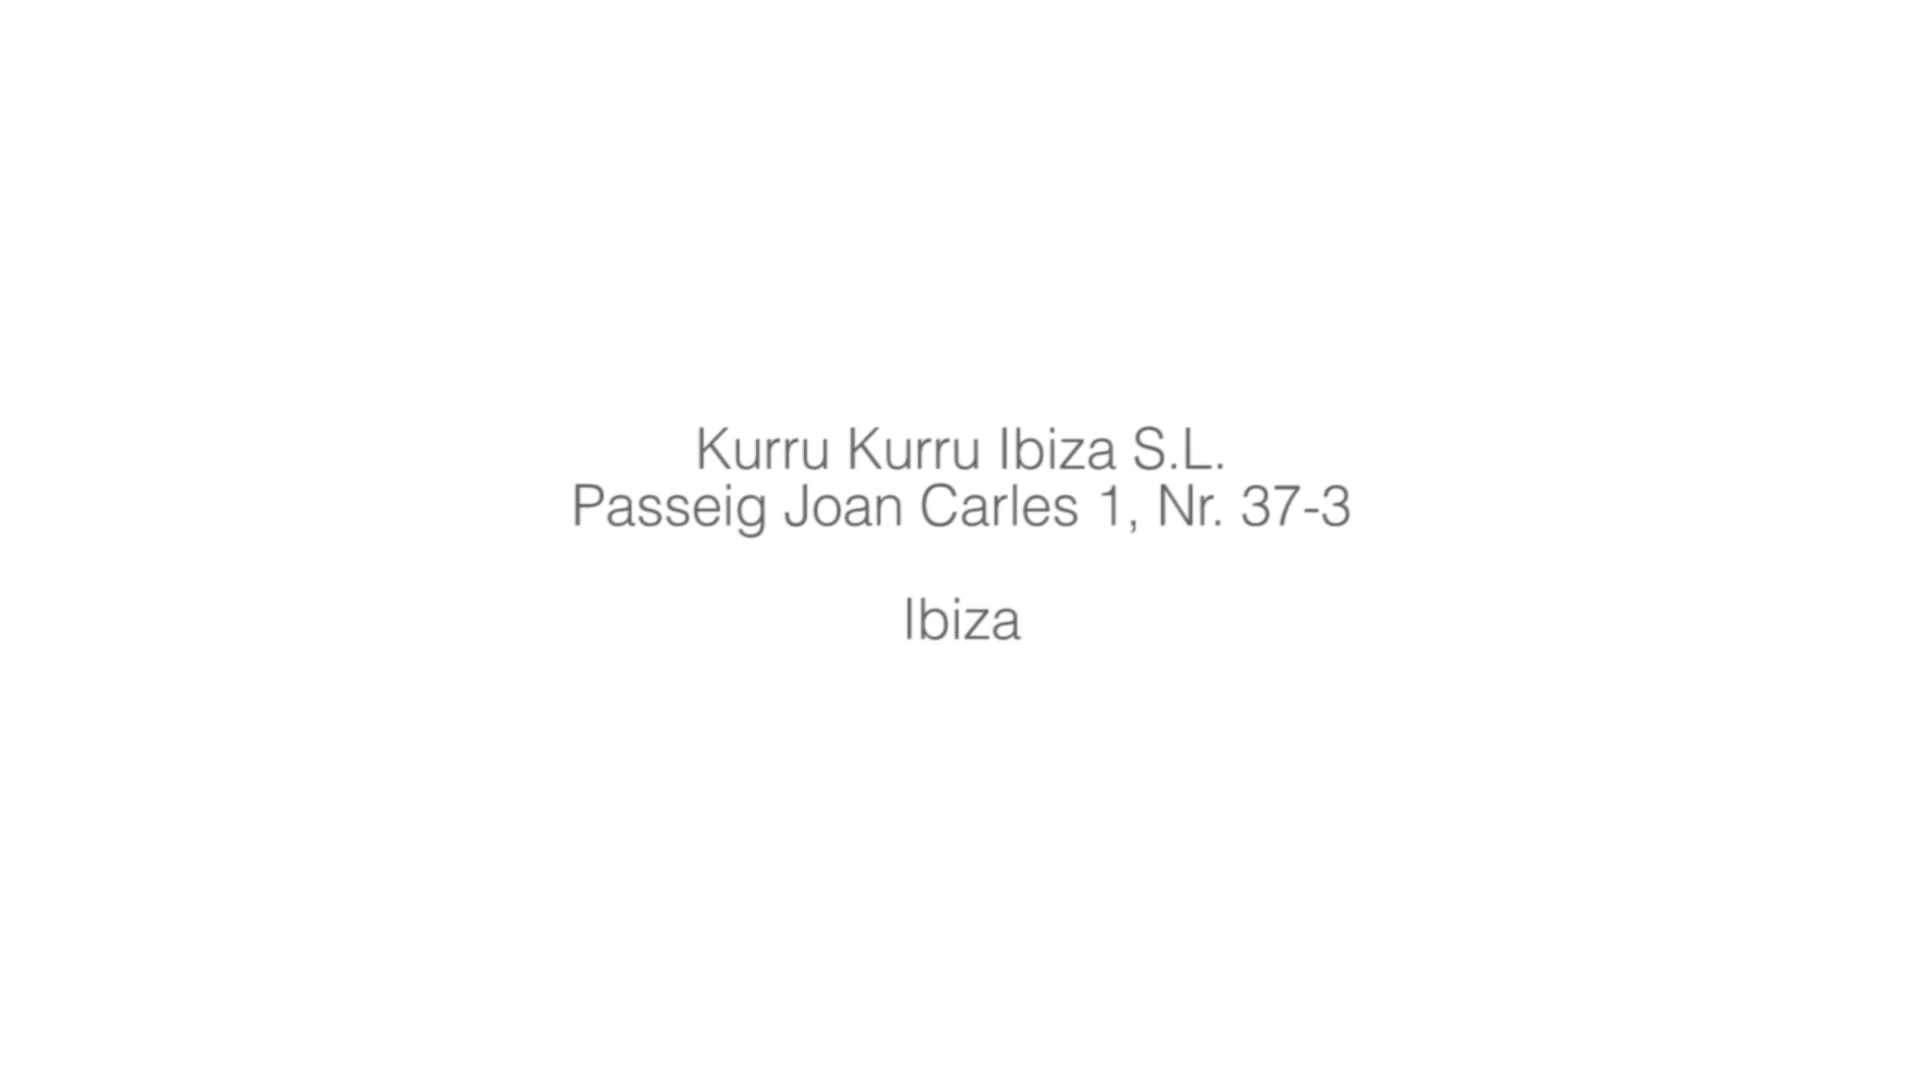 Kurru Kurru Ibiza S.L.
Passeig Joan Carles 1, Nr. 37-3
Ibiza